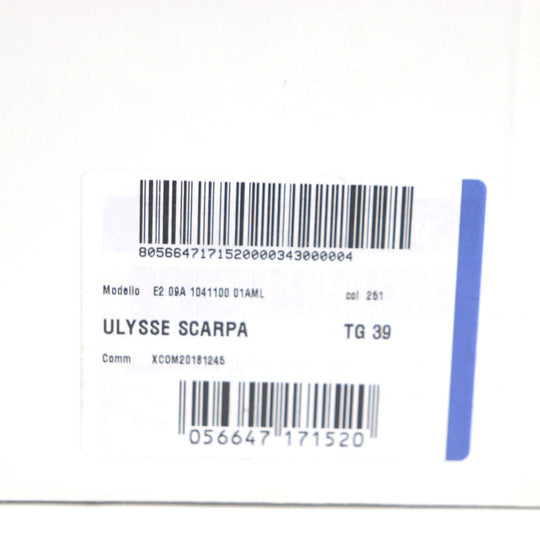 8056647171520000343000004
Modello E2 09A 1041100 01AML col 251
ULYSSE SCARPA TG 39
Comm XCOM20181245
056647 171520